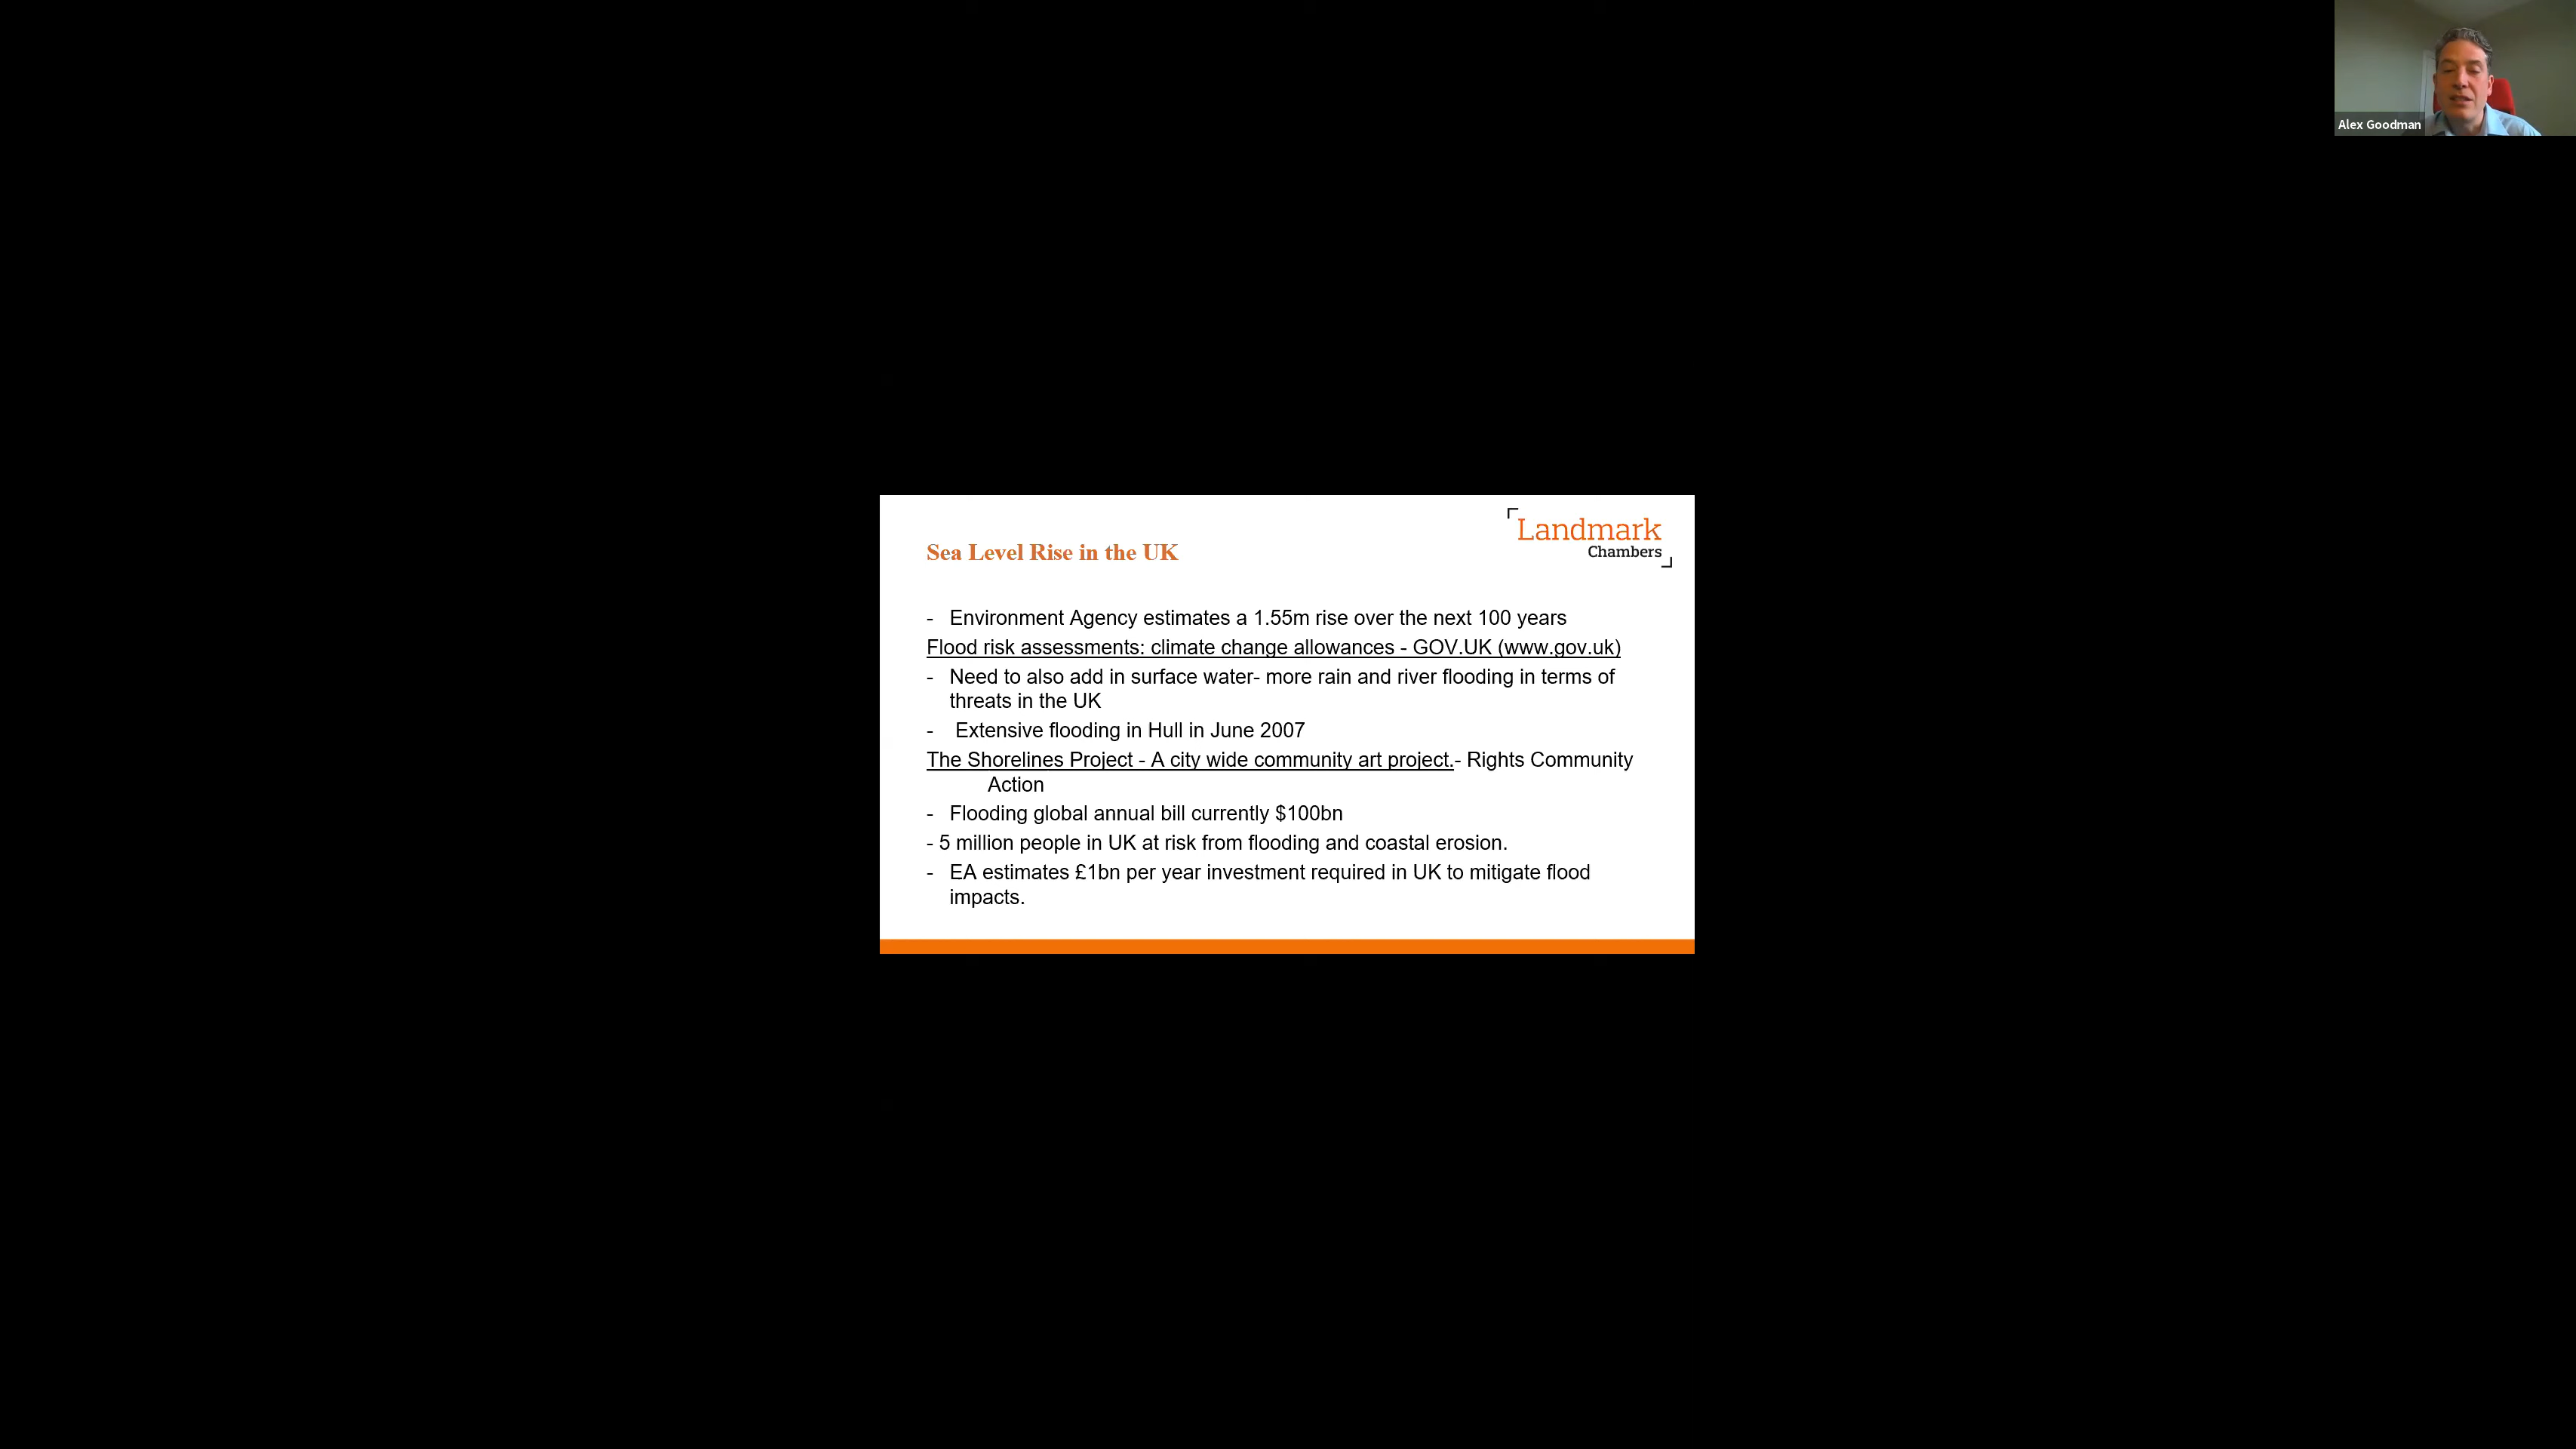 Alex Goodman
Landmark
Chambers
Sea Level Rise in the UK
- Environment Agency estimates a 1.55m rise over the next 100 years
Flood risk assessments: climate change allowances - GOV.UK (www.gov.uk)
- Need to also add in surface water- more rain and river flooding in terms of
threats in the UK
- Extensive flooding in Hull in June 2007
The Shorelines Project - A city wide community art project.- Rights Community
Action
- Flooding global annual bill currently $100bn
- 5 million people in UK at risk from flooding and coastal erosion.
- EA estimates £1bn per year investment required in UK to mitigate flood
impacts.